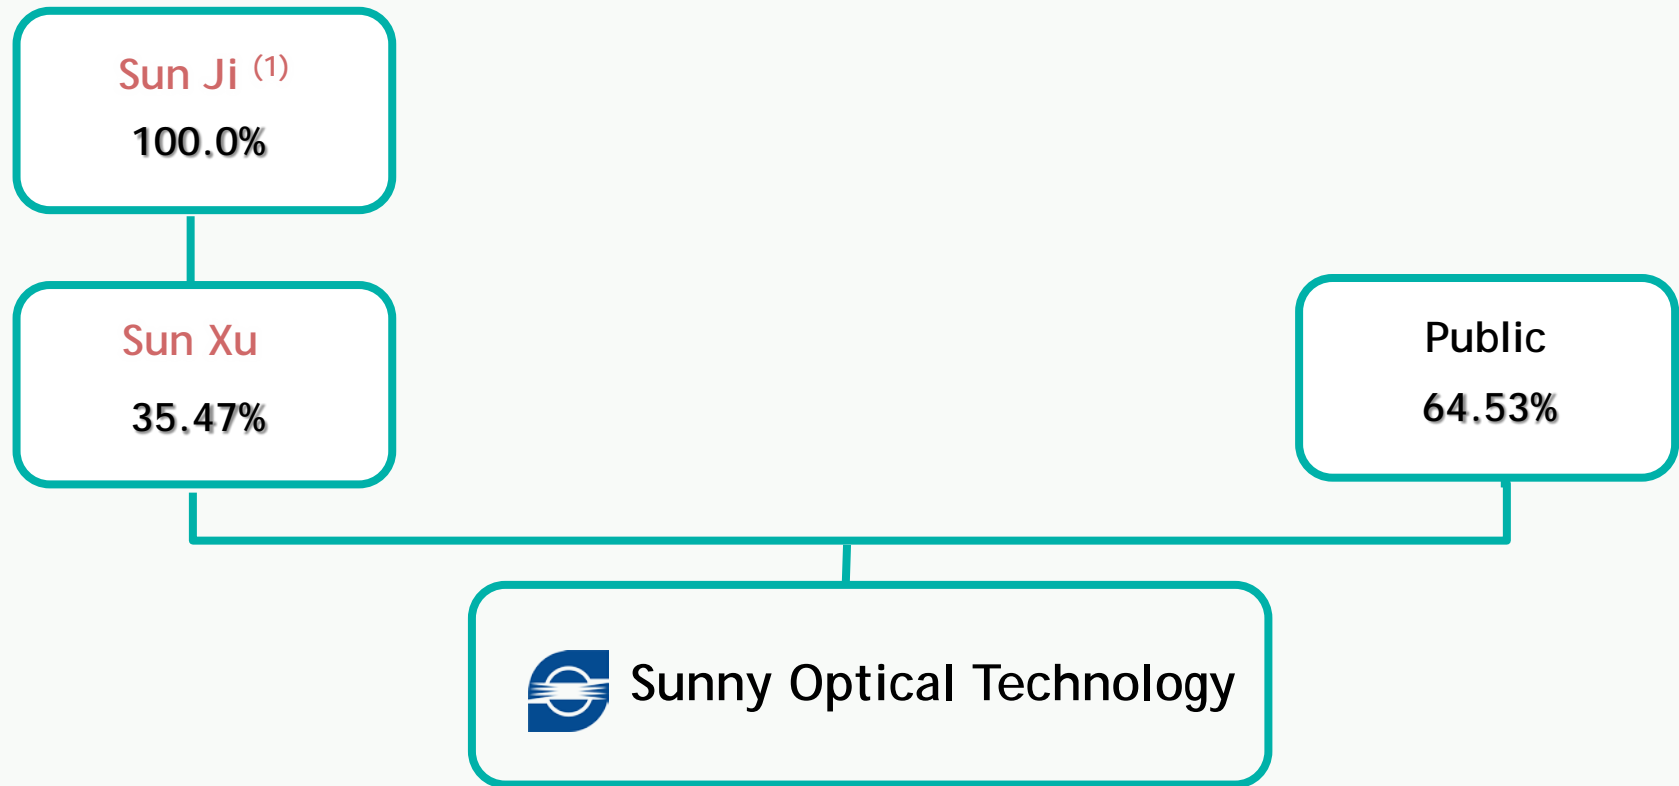 Sun Ji (1)
100.0%
Sun Xu
35.47%
Public
64.53%
Sunny Optical Technology